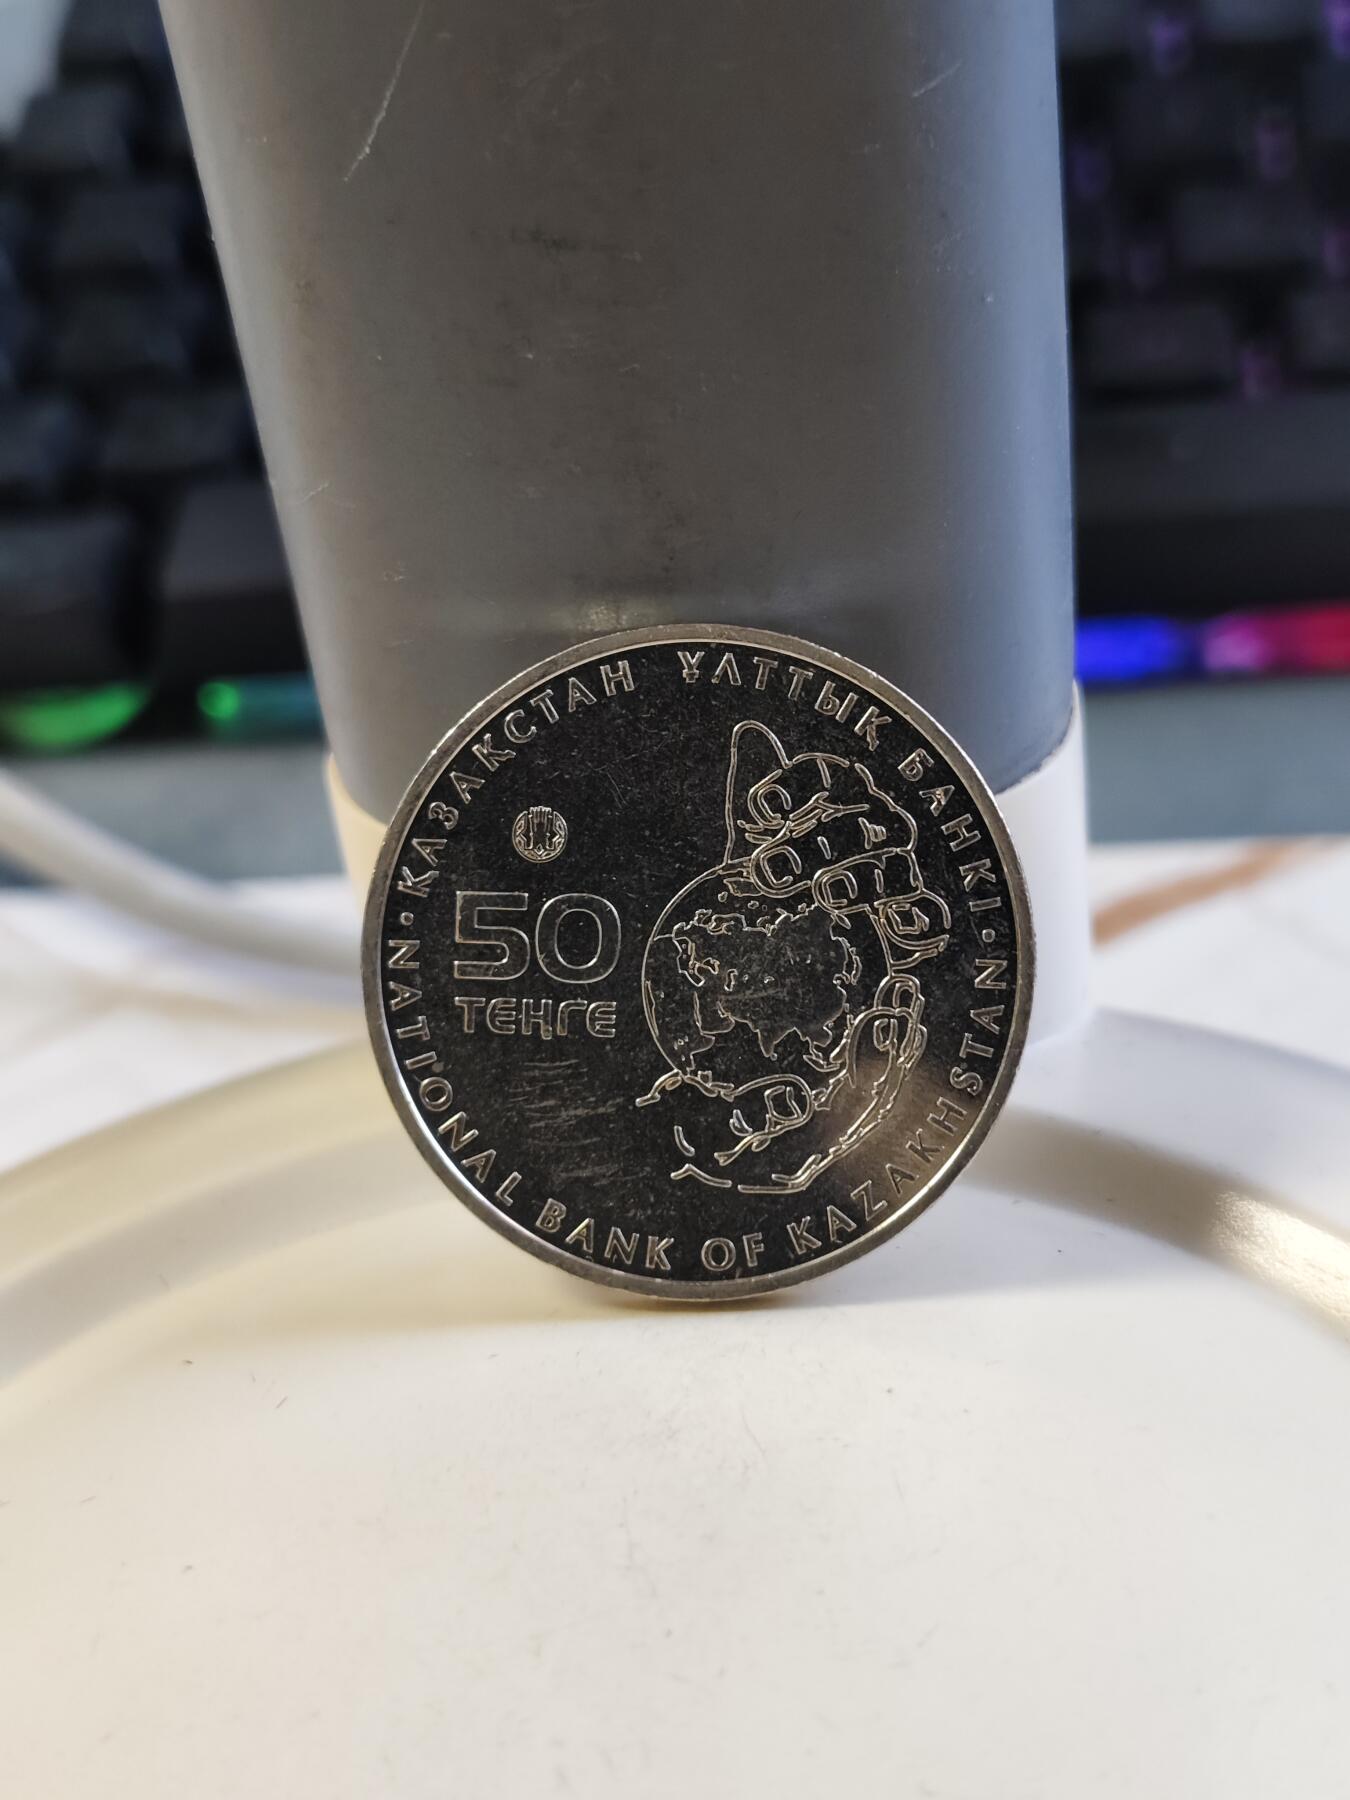 ҚАЗАҚСТАН ҰЛТТЫҚ БАНКІ
50
ТЕҢГЕ
NATIONAL BANK OF KAZAKHSTAN